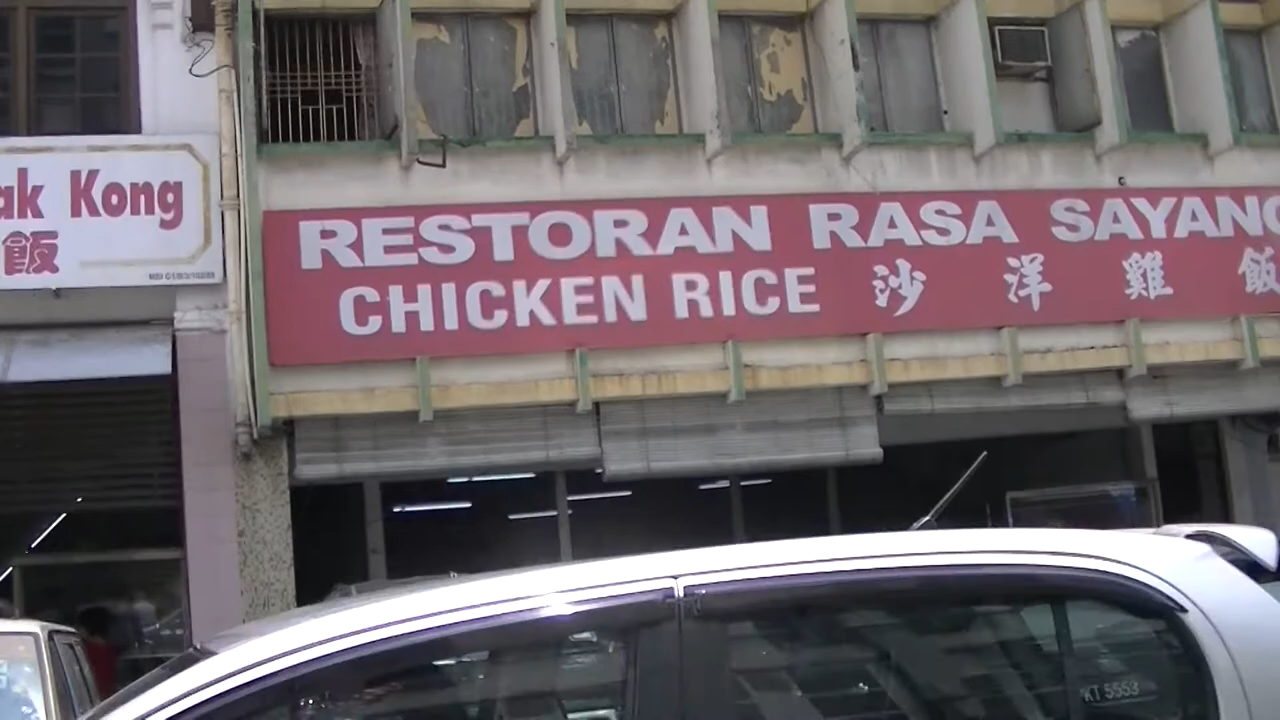 ak Kong
飯
RESTORAN RASA SAYANG
CHICKEN RICE 沙洋雞飯
KT 5553